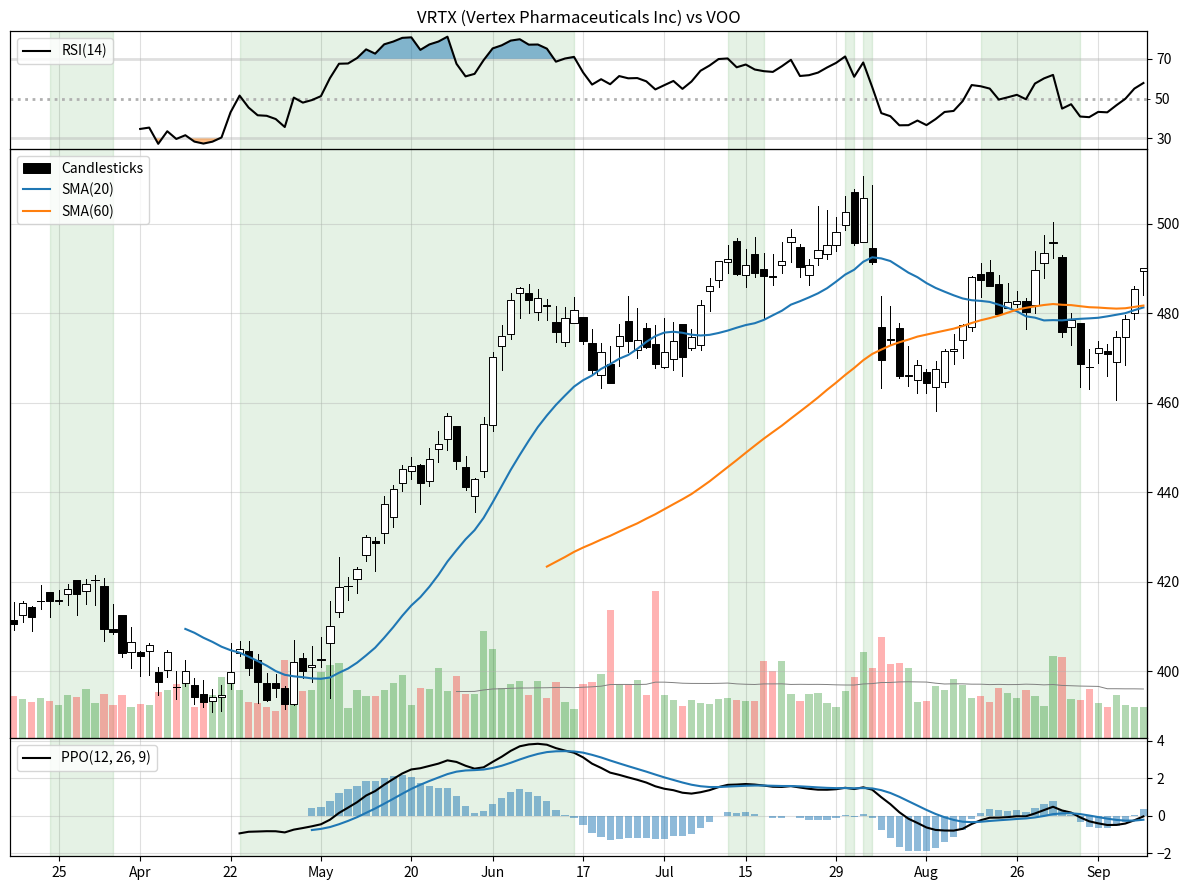 VRTX (Vertex Pharmaceuticals Inc) vs VOO
RSI(14)
70
50
30
Candlesticks
SMA(20)
SMA(60)
500
480
460
440
420
400
PPO(12, 26, 9)
4
2
0
−2
25 Apr 22 May 20 Jun 17 Jul 15 29 Aug 26 Sep